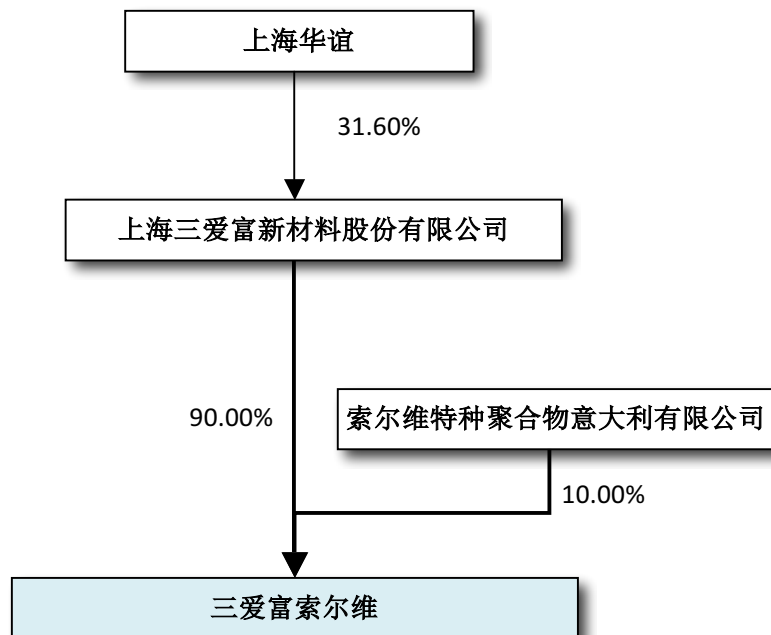 上海华谊
31.60%
上海三爱富新材料股份有限公司
90.00%
索尔维特种聚合物意大利有限公司
10.00%
三爱富索尔维